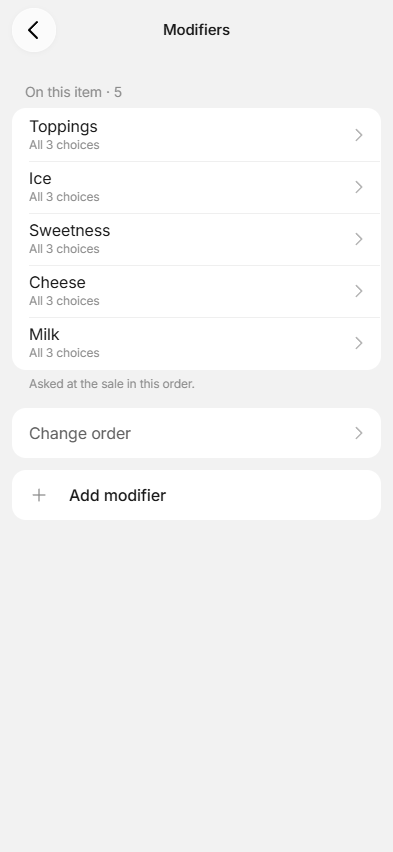 Modifiers
On this item · 5
Toppings
All 3 choices
Ice
All 3 choices
Sweetness
All 3 choices
Cheese
All 3 choices
Milk
All 3 choices
Asked at the sale in this order.
Change order
Add modifier